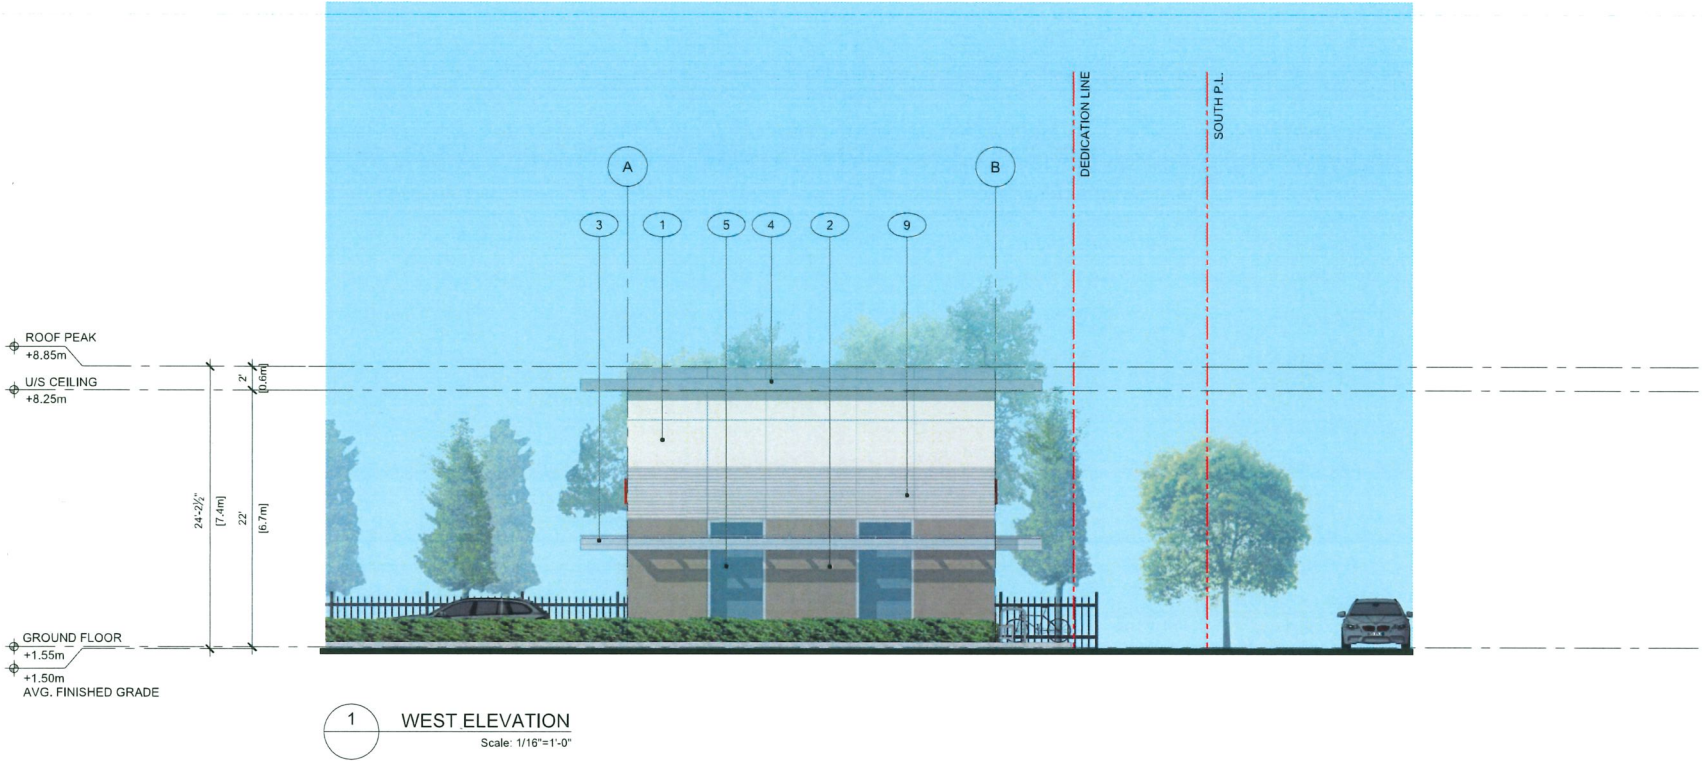 DEDICATION LINE
SOUTH P.L.
A
B
3
1
5
4
2
9
ROOF PEAK
+8.85m
U/S CEILING
+8.25m
2'
[0.6m]
24'-2½"
[7.4m]
22'
[6.7m]
GROUND FLOOR
+1.55m
+1.50m
AVG. FINISHED GRADE
1
WEST ELEVATION
Scale: 1/16"=1'-0"